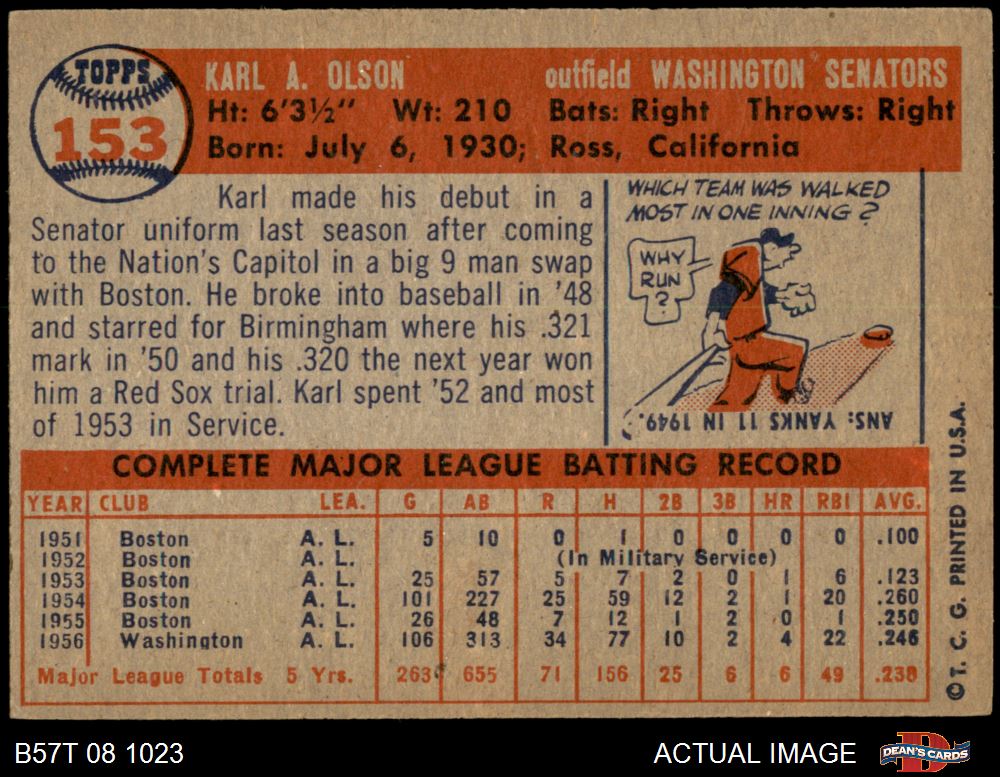 TOPPS
153
KARL A. OLSON outfield WASHINGTON SENATORS
Ht: 6'3½" Wt: 210 Bats: Right Throws: Right
Born: July 6, 1930; Ross, California
Karl made his debut in a
Senator uniform last season after coming
to the Nation's Capitol in a big 9 man swap
with Boston. He broke into baseball in '48
and starred for Birmingham where his .321
mark in '50 and his .320 the next year won
him a Red Sox trial. Karl spent '52 and most
of 1953 in Service.
WHICH TEAM WAS WALKED
MOST IN ONE INNING?
WHY
RUN
?
ANS: YANKS 11 IN 1949.
COMPLETE MAJOR LEAGUE BATTING RECORD
YEAR CLUB LEA. G AB R H 2B 3B HR RBI AVG.
1951 Boston A. L. 5 10 0 1 0 0 0 0 .100
1952 Boston A. L. (In Military Service)
1953 Boston A. L. 25 57 5 7 2 0 1 6 .123
1954 Boston A. L. 101 227 25 59 12 2 1 20 .260
1955 Boston A. L. 26 48 7 12 1 2 0 1 .250
1956 Washington A. L. 106 313 34 77 10 2 4 22 .246
Major League Totals 5 Yrs. 263 655 71 156 25 6 6 49 .238
©T. C. G. PRINTED IN U.S.A.
B57T 08 1023 ACTUAL IMAGE DEAN'S CARDS